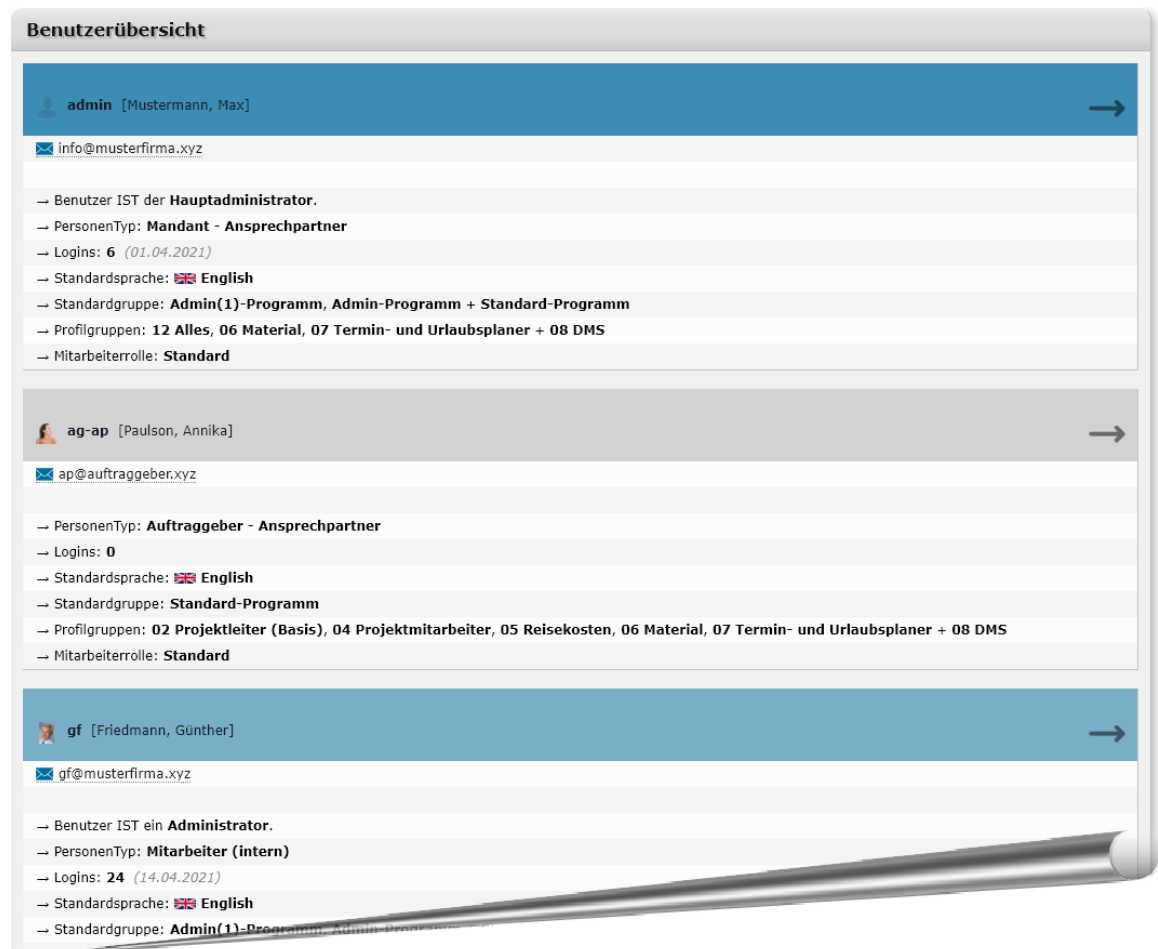 Benutzerübersicht
admin [Mustermann, Max]
info@musterfirma.xyz
→ Benutzer IST der Hauptadministrator.
→ PersonenTyp: Mandant - Ansprechpartner
→ Logins: 6 (01.04.2021)
→ Standardsprache: English
→ Standardgruppe: Admin(1)-Programm, Admin-Programm + Standard-Programm
→ Profilgruppen: 12 Alles, 06 Material, 07 Termin- und Urlaubsplaner + 08 DMS
→ Mitarbeiterrolle: Standard
ag-ap [Paulson, Annika]
ap@auftraggeber.xyz
→ PersonenTyp: Auftraggeber - Ansprechpartner
→ Logins: 0
→ Standardsprache: English
→ Standardgruppe: Standard-Programm
→ Profilgruppen: 02 Projektleiter (Basis), 04 Projektmitarbeiter, 05 Reisekosten, 06 Material, 07 Termin- und Urlaubsplaner + 08 DMS
→ Mitarbeiterrolle: Standard
gf [Friedmann, Günther]
gf@musterfirma.xyz
→ Benutzer IST ein Administrator.
→ PersonenTyp: Mitarbeiter (intern)
→ Logins: 24 (14.04.2021)
→ Standardsprache: English
→ Standardgruppe: Admin(1)-Programm, Admin-Programm